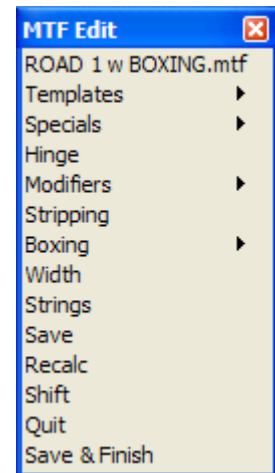 MTF Edit
ROAD 1 w BOXING.mtf
Templates
Specials
Hinge
Modifiers
Stripping
Boxing
Width
Strings
Save
Recalc
Shift
Quit
Save & Finish